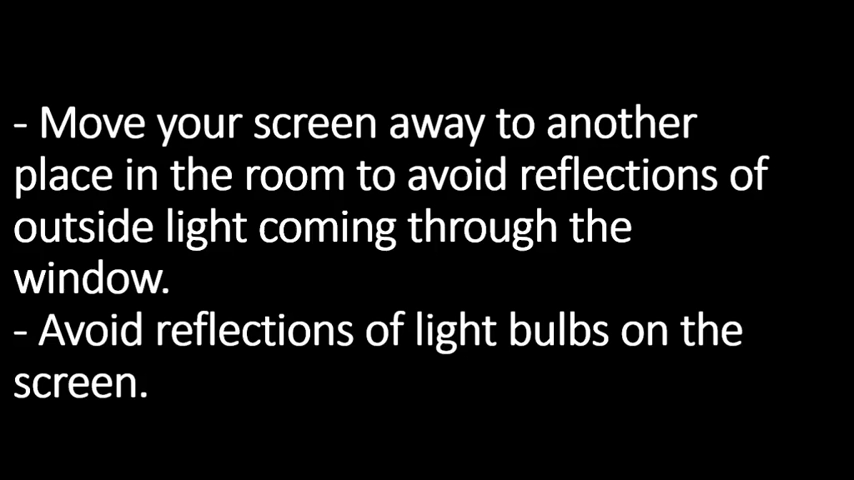 - Move your screen away to another
place in the room to avoid reflections of
outside light coming through the
window.
- Avoid reflections of light bulbs on the
screen.